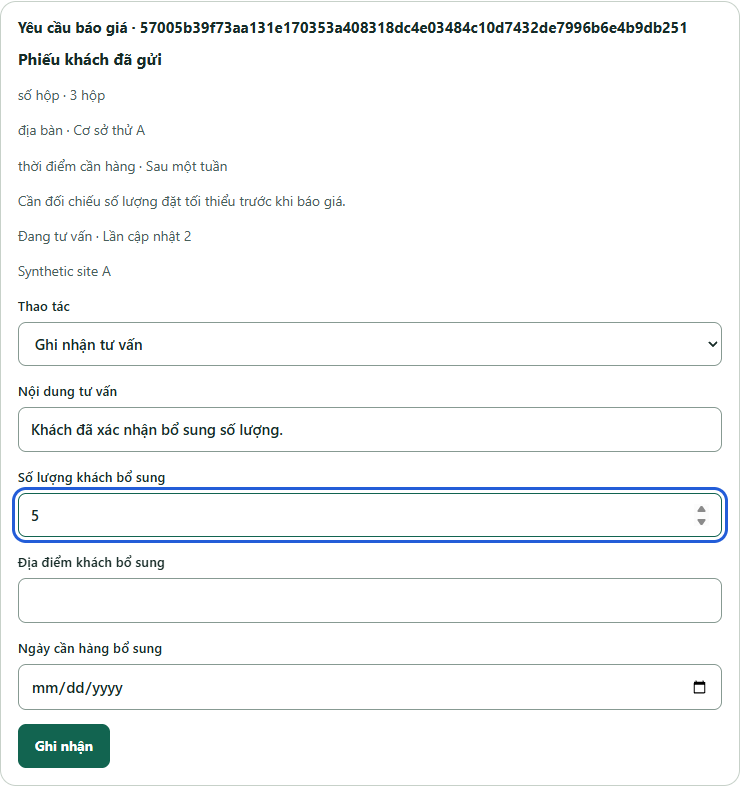 Yêu cầu báo giá · 57005b39f73aa131e170353a408318dc4e03484c10d7432de7996b6e4b9db251
Phiếu khách đã gửi
số hộp · 3 hộp
địa bàn · Cơ sở thử A
thời điểm cần hàng · Sau một tuần
Cần đối chiếu số lượng đặt tối thiểu trước khi báo giá.
Đang tư vấn · Lần cập nhật 2
Synthetic site A
Thao tác
Ghi nhận tư vấn
Nội dung tư vấn
Khách đã xác nhận bổ sung số lượng.
Số lượng khách bổ sung
5
Địa điểm khách bổ sung
Ngày cần hàng bổ sung
mm/dd/yyyy
Ghi nhận